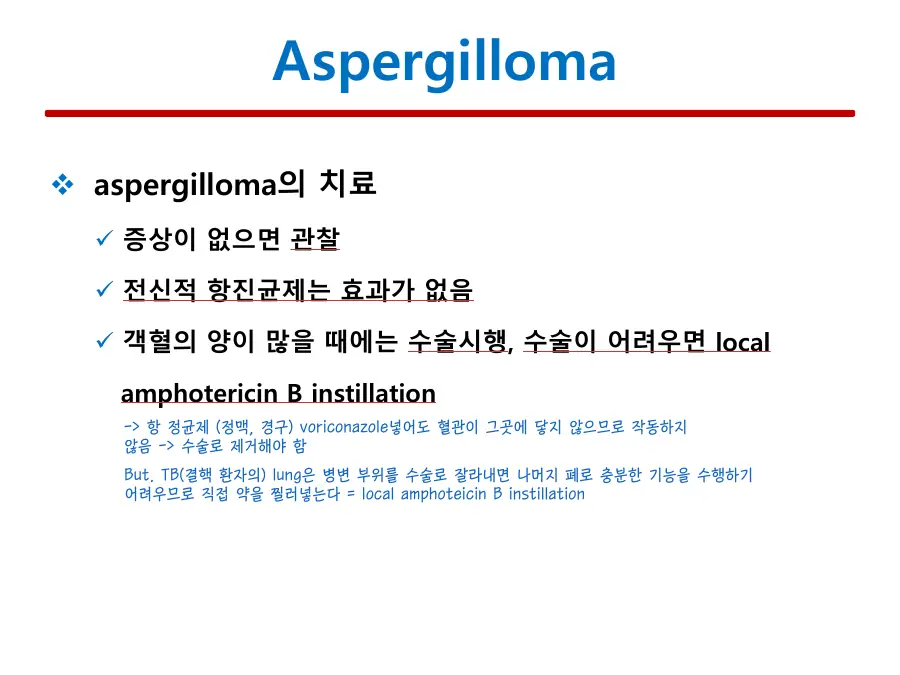 Aspergilloma
aspergilloma의 치료
증상이 없으면 관찰
전신적 항진균제는 효과가 없음
객혈의 양이 많을 때에는 수술시행, 수술이 어려우면 local
amphotericin B instillation
-> 항 정균제 (정맥, 경구) voriconazole넣어도 혈관이 그곳에 닿지 않으므로 작동하지
않음 -> 수술로 제거해야 함
But. TB(결핵 환자의) lung은 병변 부위를 수술로 잘라내면 나머지 폐로 충분한 기능을 수행하기
어려우므로 직접 약을 찔러넣는다 = local amphoteicin B instillation